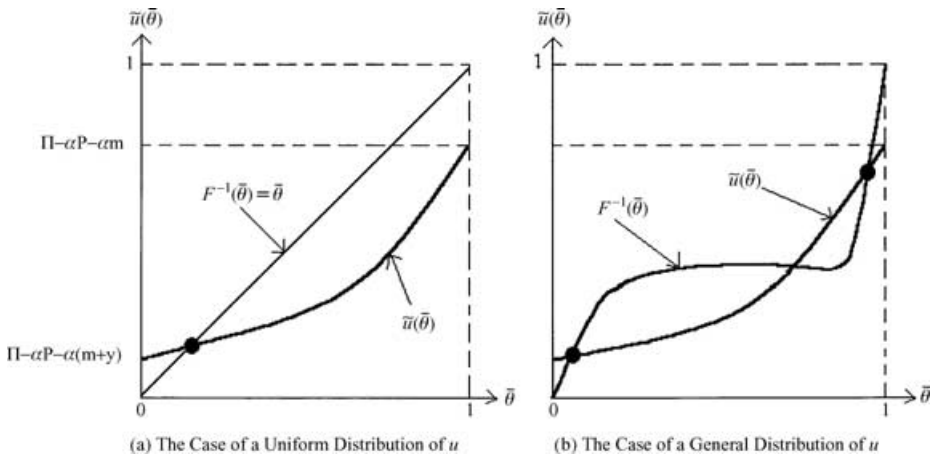 ũ(θ̄)
1
Π−αP−αm
F⁻¹(θ̄)=θ̄
ũ(θ̄)
Π−αP−α(m+y)
0
1
θ̄
(a) The Case of a Uniform Distribution of u
ũ(θ̄)
1
ũ(θ̄)
F⁻¹(θ̄)
0
1
θ̄
(b) The Case of a General Distribution of u